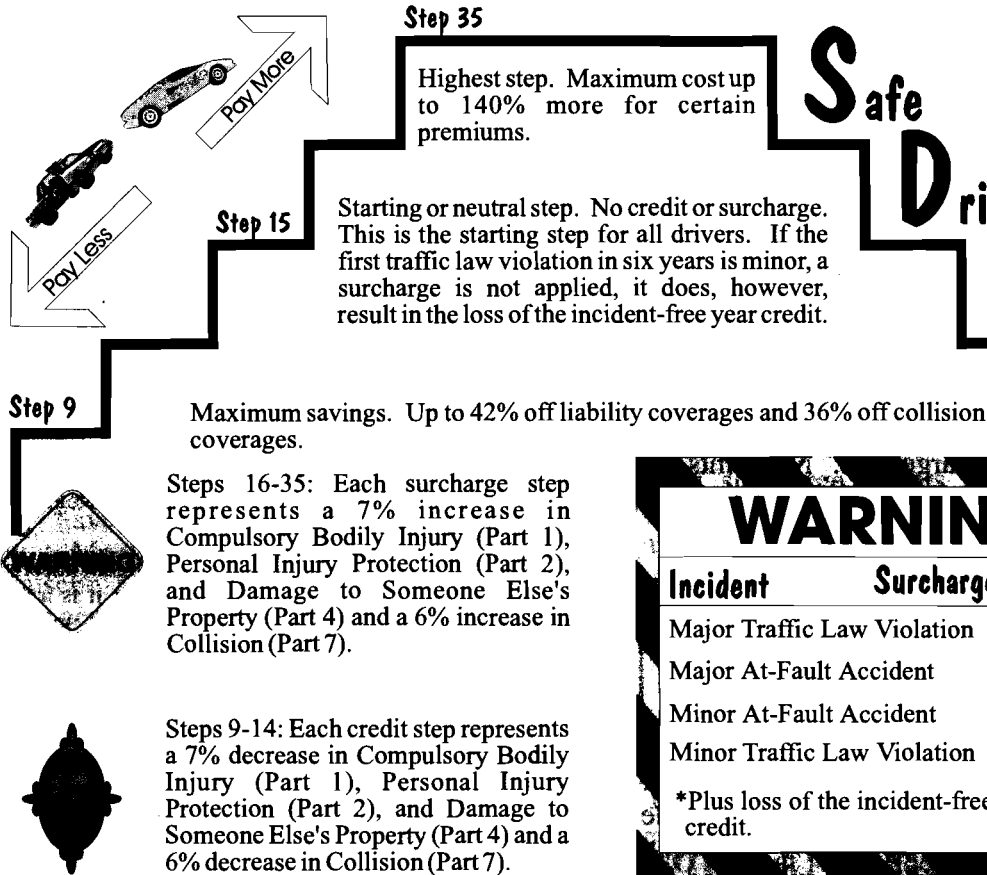 Step 35
Pay More
Highest step. Maximum cost up
to 140% more for certain
premiums.
Safe
Step 15
Pay Less
Starting or neutral step. No credit or surcharge.
This is the starting step for all drivers. If the
first traffic law violation in six years is minor, a
surcharge is not applied, it does, however,
result in the loss of the incident-free year credit.
Step 9
Maximum savings. Up to 42% off liability coverages and 36% off collision
coverages.
WARNING
Steps 16-35: Each surcharge step
represents a 7% increase in
Compulsory Bodily Injury (Part 1),
Personal Injury Protection (Part 2),
and Damage to Someone Else's
Property (Part 4) and a 6% increase in
Collision (Part 7).
Steps 9-14: Each credit step represents
a 7% decrease in Compulsory Bodily
Injury (Part 1), Personal Injury
Protection (Part 2), and Damage to
Someone Else's Property (Part 4) and a
6% decrease in Collision (Part 7).
WARNIN
Incident Surcharg
Major Traffic Law Violation
Major At-Fault Accident
Minor At-Fault Accident
Minor Traffic Law Violation
*Plus loss of the incident-free
credit.